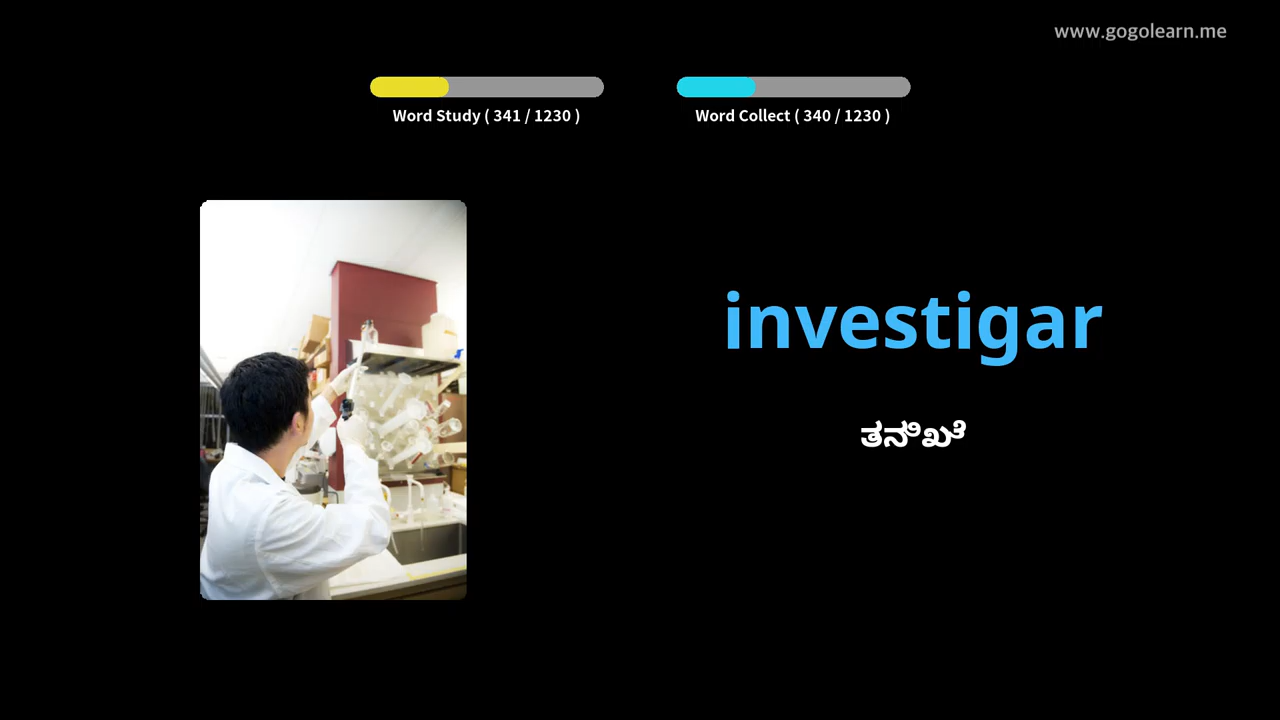 www.gogolearn.me
Word Study ( 341 / 1230 )
Word Collect ( 340 / 1230 )
investigar
ತನಿಖೆ